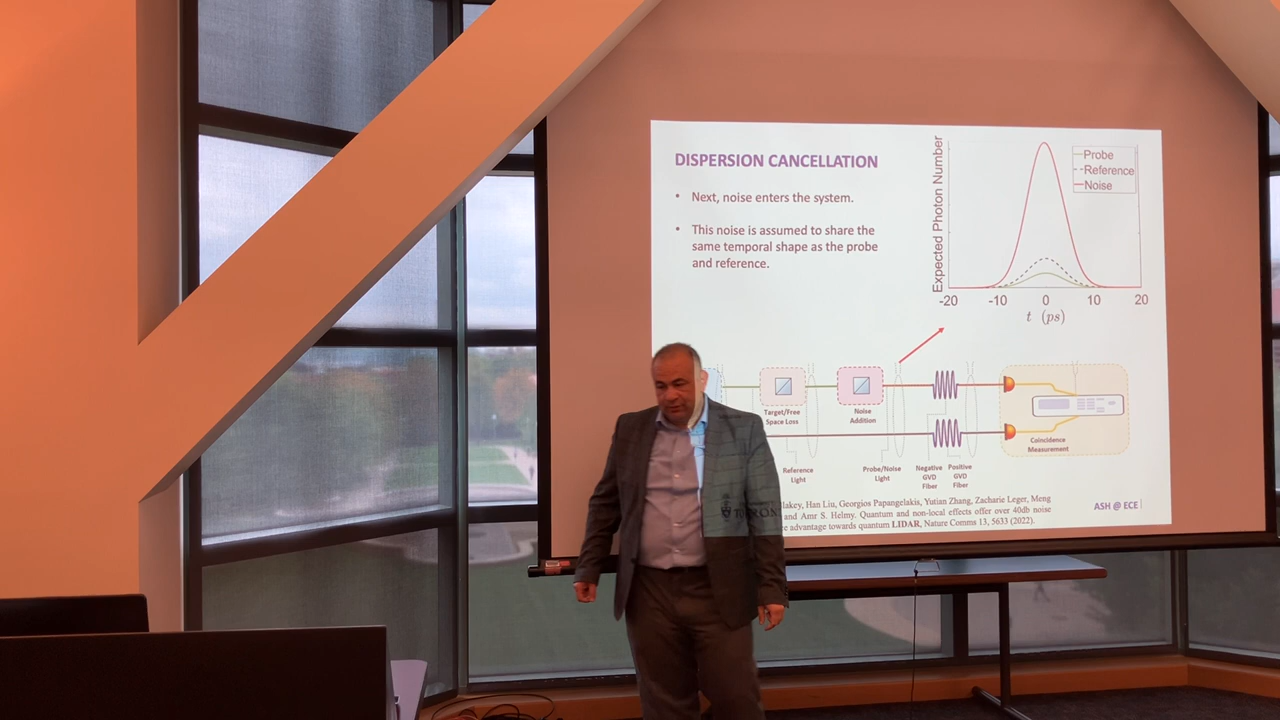 DISPERSION CANCELLATION
• Next, noise enters the system.
• This noise is assumed to share the
same temporal shape as the probe
and reference.
Expected Photon Number
Probe
Reference
Noise
-20 -10 0 10 20
t (ps)
Target/Free
Space Loss
Noise
Addition
Reference
Light
Probe/Noise
Light
Negative
GVD
Fiber
Positive
GVD
Fiber
Coincidence
Measurement
lakey, Han Liu, Georgios Papangelakis, Yutian Zhang, Zacharie Leger, Meng
and Amr S. Helmy. Quantum and non-local effects offer over 40db noise
advantage towards quantum LIDAR, Nature Comms 13, 5633 (2022).
ASH @ ECE